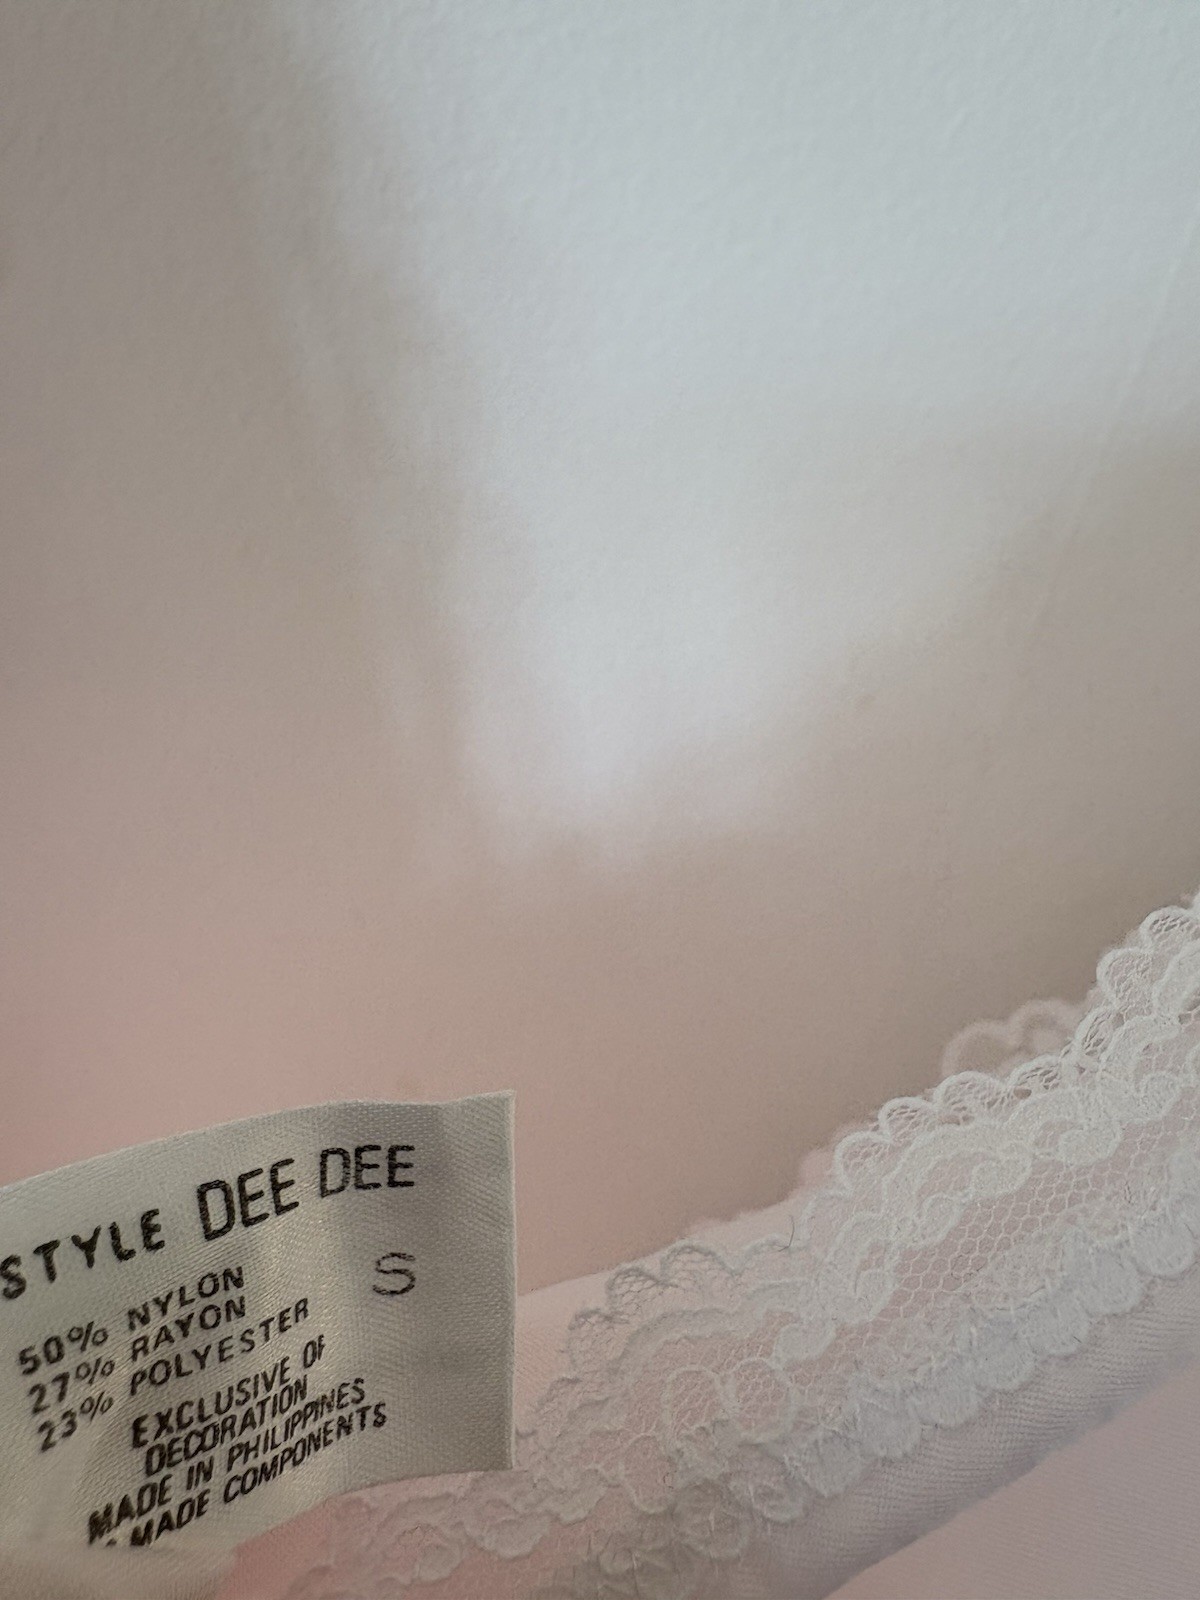 STYLE DEE DEE
S
50% NYLON
27% RAYON
23% POLYESTER
EXCLUSIVE OF
DECORATION
MADE IN PHILIPPINES
MADE COMPONENTS